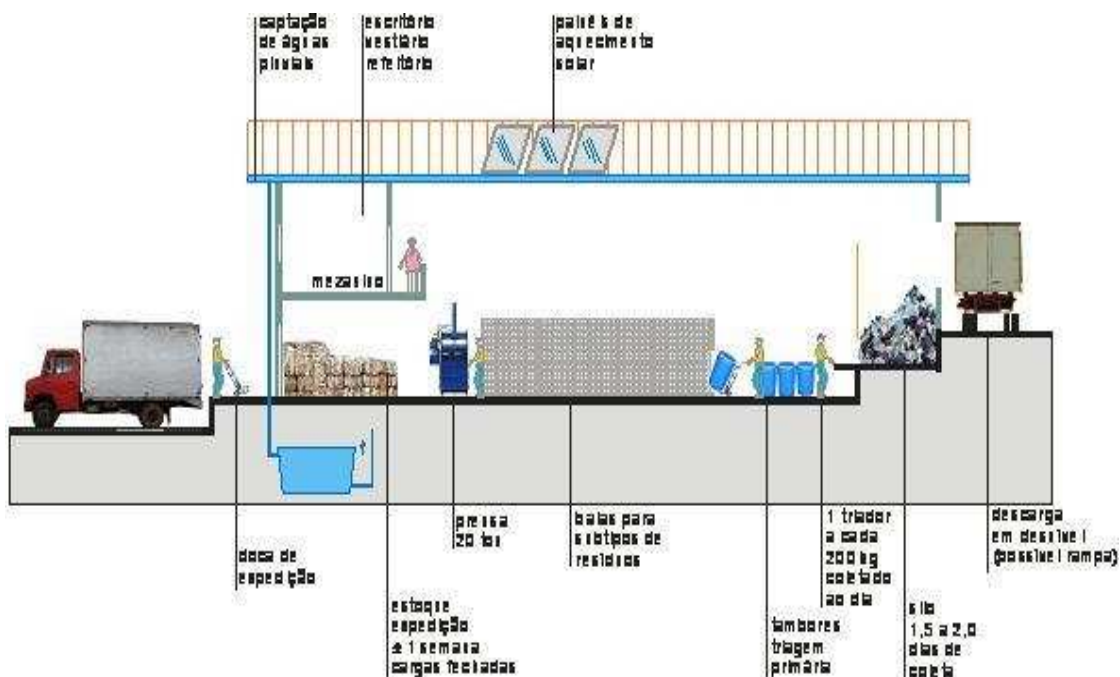 captação
de águas
pluviais
escritório
vestiário
refeitório
painéis de
aquecimento
solar
mezanino
doca de
expedição
estoque
expedição
± 1 semana
cargas fechadas
prensa
20 ton
baias para
subtipos de
resíduos
tambores
triagem
primária
1 triador
a cada
200 kg
coletado
ao dia
silo
1,5 a 2,0
dias de
coleta
descarga
em desnível
(possível rampa)